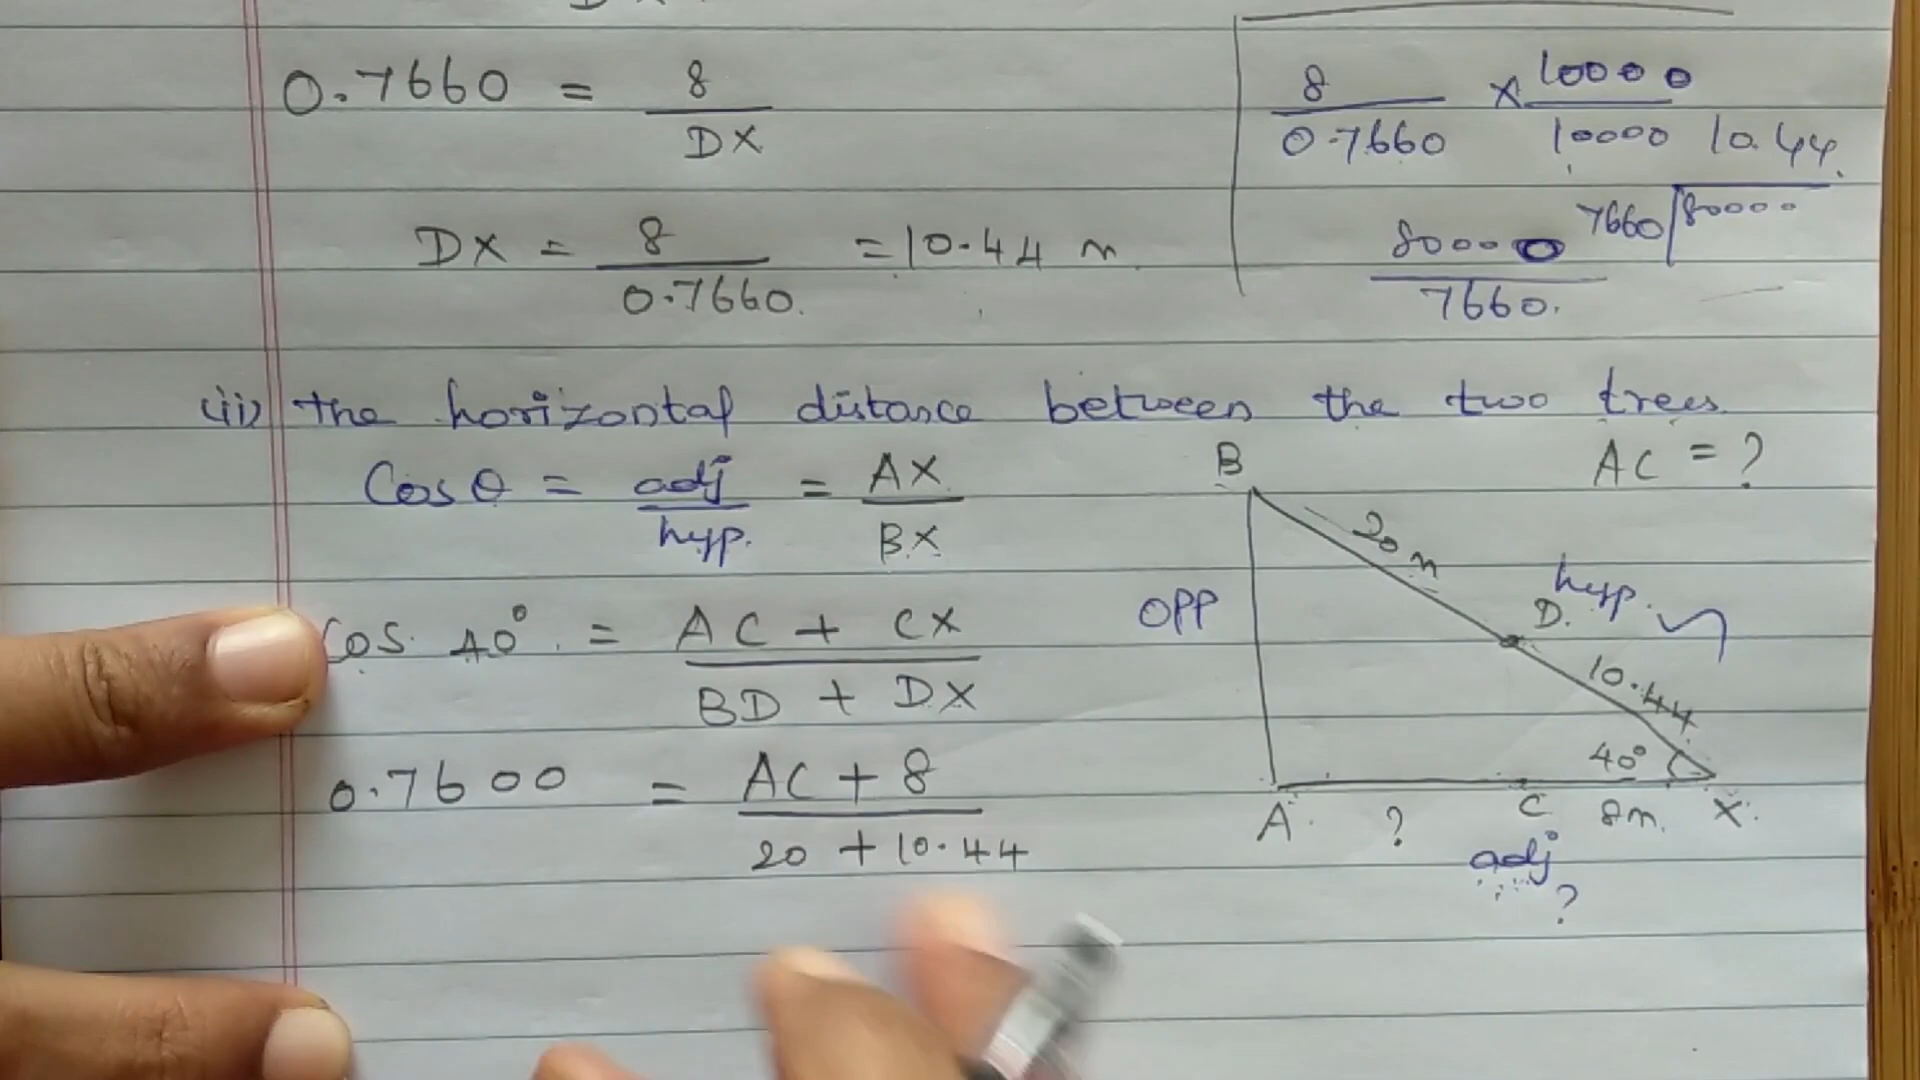 0.7660 = 8 / DX
DX = 8 / 0.7660. = 10.44 m
8 / 0.7660 × 10000 / 10000
10.44.
7660 80000
80000 / 7660.
(ii) the horizontal distance between the two trees
AC = ?
Cos θ = adj / hyp. = AX / BX
Cos 40° = AC + CX / BD + DX
0.7600 = AC + 8 / 20 + 10.44
B
20 m
hyp.
D.
OPP
10.44
40°
A ? C 8m. X.
adj
?